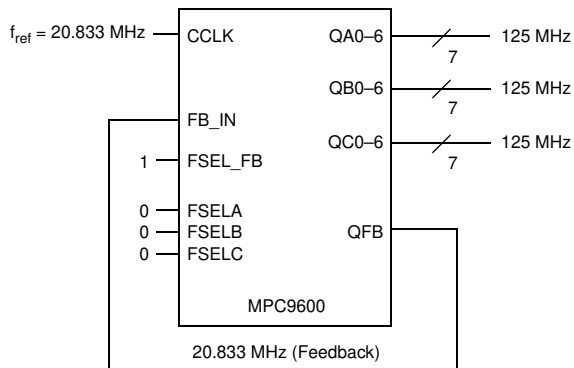 f_ref = 20.833 MHz CCLK QA0–6 125 MHz
7
QB0–6 125 MHz
7
FB_IN
QC0–6 125 MHz
7
1 FSEL_FB
0 FSELA
0 FSELB QFB
0 FSELC
MPC9600
20.833 MHz (Feedback)